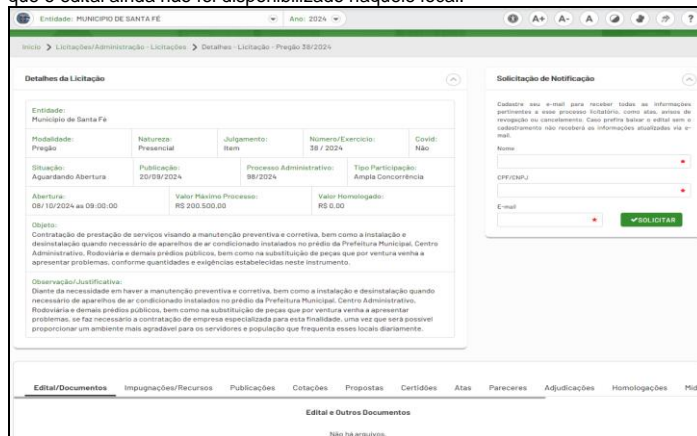 que o edital ainda não foi disponibilizado naquele local.
Entidade: MUNICIPIO DE SANTA FÉ Ano: 2024 A+ A- A ?
Início Licitações/Administração - Licitações Detalhes - Licitação - Pregão 38/2024
Detalhes da Licitação
Entidade:
Município de Santa Fé
Modalidade: Natureza: Julgamento: Número/Exercício: Covid:
Pregão Presencial Item 38 / 2024 Não
Situação: Publicação: Processo Administrativo: Tipo Participação:
Aguardando Abertura 20/09/2024 98/2024 Ampla Concorrência
Abertura: Valor Máximo Processo: Valor Homologado:
08/10/2024 as 09:00:00 R$ 200.500,00 R$ 0,00
Objeto:
Contratação de prestação de serviços visando a manutenção preventiva e corretiva, bem como a instalação e
desinstalação quando necessário de aparelhos de ar condicionado instalados no prédio da Prefeitura Municipal, Centro
Administrativo, Rodoviária e demais prédios públicos, bem como na substituição de peças que por ventura venha a
apresentar problemas, conforme quantidades e exigências estabelecidas neste instrumento.
Observação/Justificativa:
Diante da necessidade em haver a manutenção preventiva e corretiva, bem como a instalação e desinstalação quando
necessário de aparelhos de ar condicionado instalados no prédio da Prefeitura Municipal, Centro Administrativo,
Rodoviária e demais prédios públicos, bem como na substituição de peças que por ventura venha a apresentar
problemas, se faz necessário a contratação de empresa especializada para esta finalidade, uma vez que será possível
proporcionar um ambiente mais agradável para os servidores e população que frequenta esses locais diariamente.
Solicitação de Notificação
Cadastre seu e-mail para receber todas as informações
pertinentes a esse processo licitatório, como atas, avisos de
revogação ou cancelamento. Caso prefira baixar o edital sem o
cadastramento não receberá as informações atualizadas via e-
mail.
Nome
*
CPF/CNPJ
*
E-mail
* SOLICITAR
Edital/Documentos Impugnações/Recursos Publicações Cotações Propostas Certidões Atas Pareceres Adjudicações Homologações Míd
Edital e Outros Documentos
Não há arquivos.